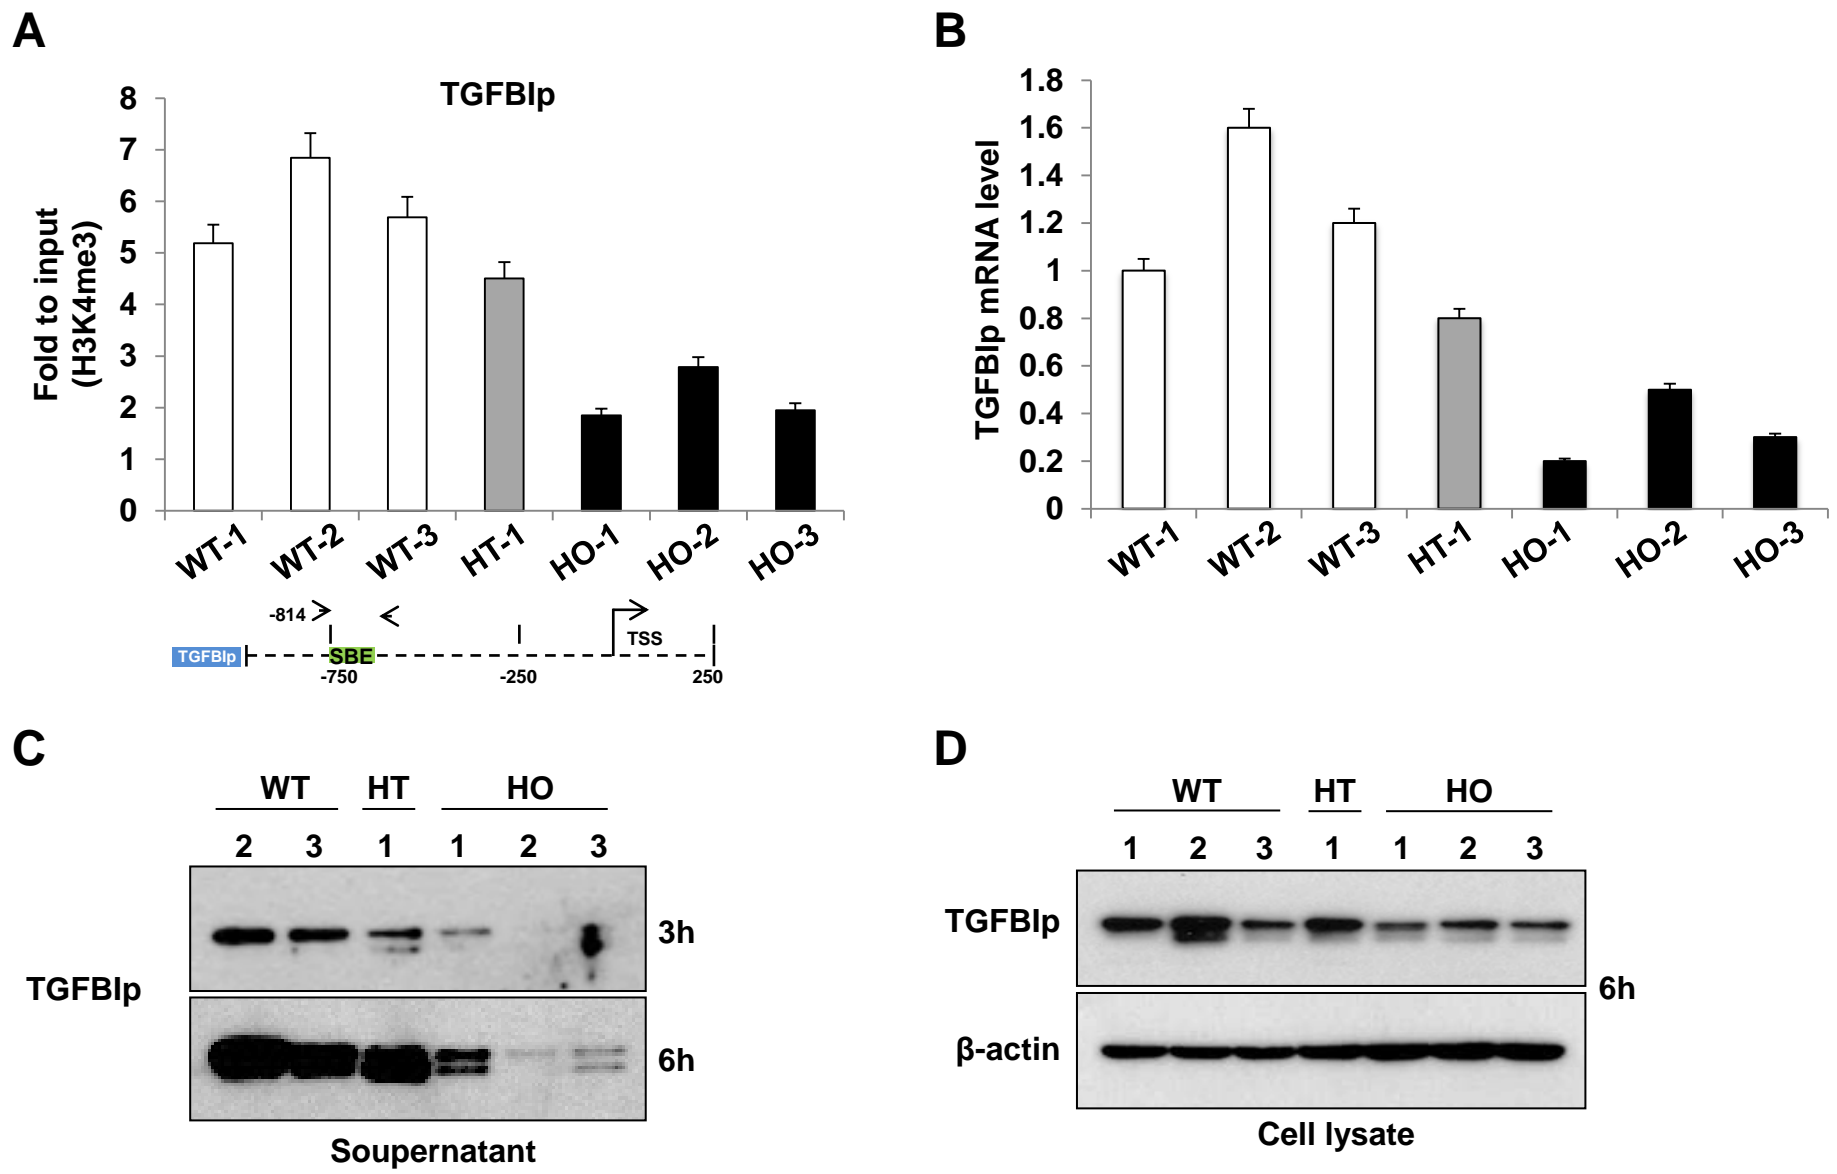 A
TGFBIp
8
7
6
5
4
3
2
1
0
Fold to input
(H3K4me3)
WT-1 WT-2 WT-3 HT-1 HO-1 HO-2 HO-3
-814
TSS
TGFBIp SBE
-750 -250 250
B
1.8
1.6
1.4
1.2
1
0.8
0.6
0.4
0.2
0
TGFBIp mRNA level
WT-1 WT-2 WT-3 HT-1 HO-1 HO-2 HO-3
C
WT HT HO
2 3 1 1 2 3
3h
TGFBIp
6h
Soupernatant
D
WT HT HO
1 2 3 1 1 2 3
TGFBIp
6h
β-actin
Cell lysate